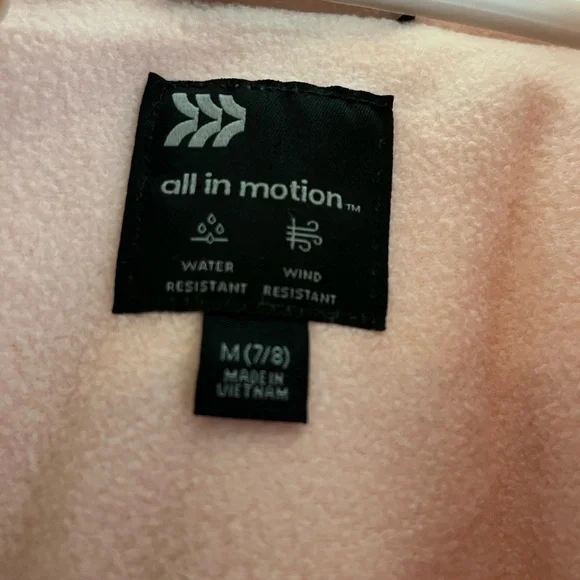 all in motion™
WATER RESISTANT
WIND RESISTANT
M (7/8)
MADE IN
VIETNAM